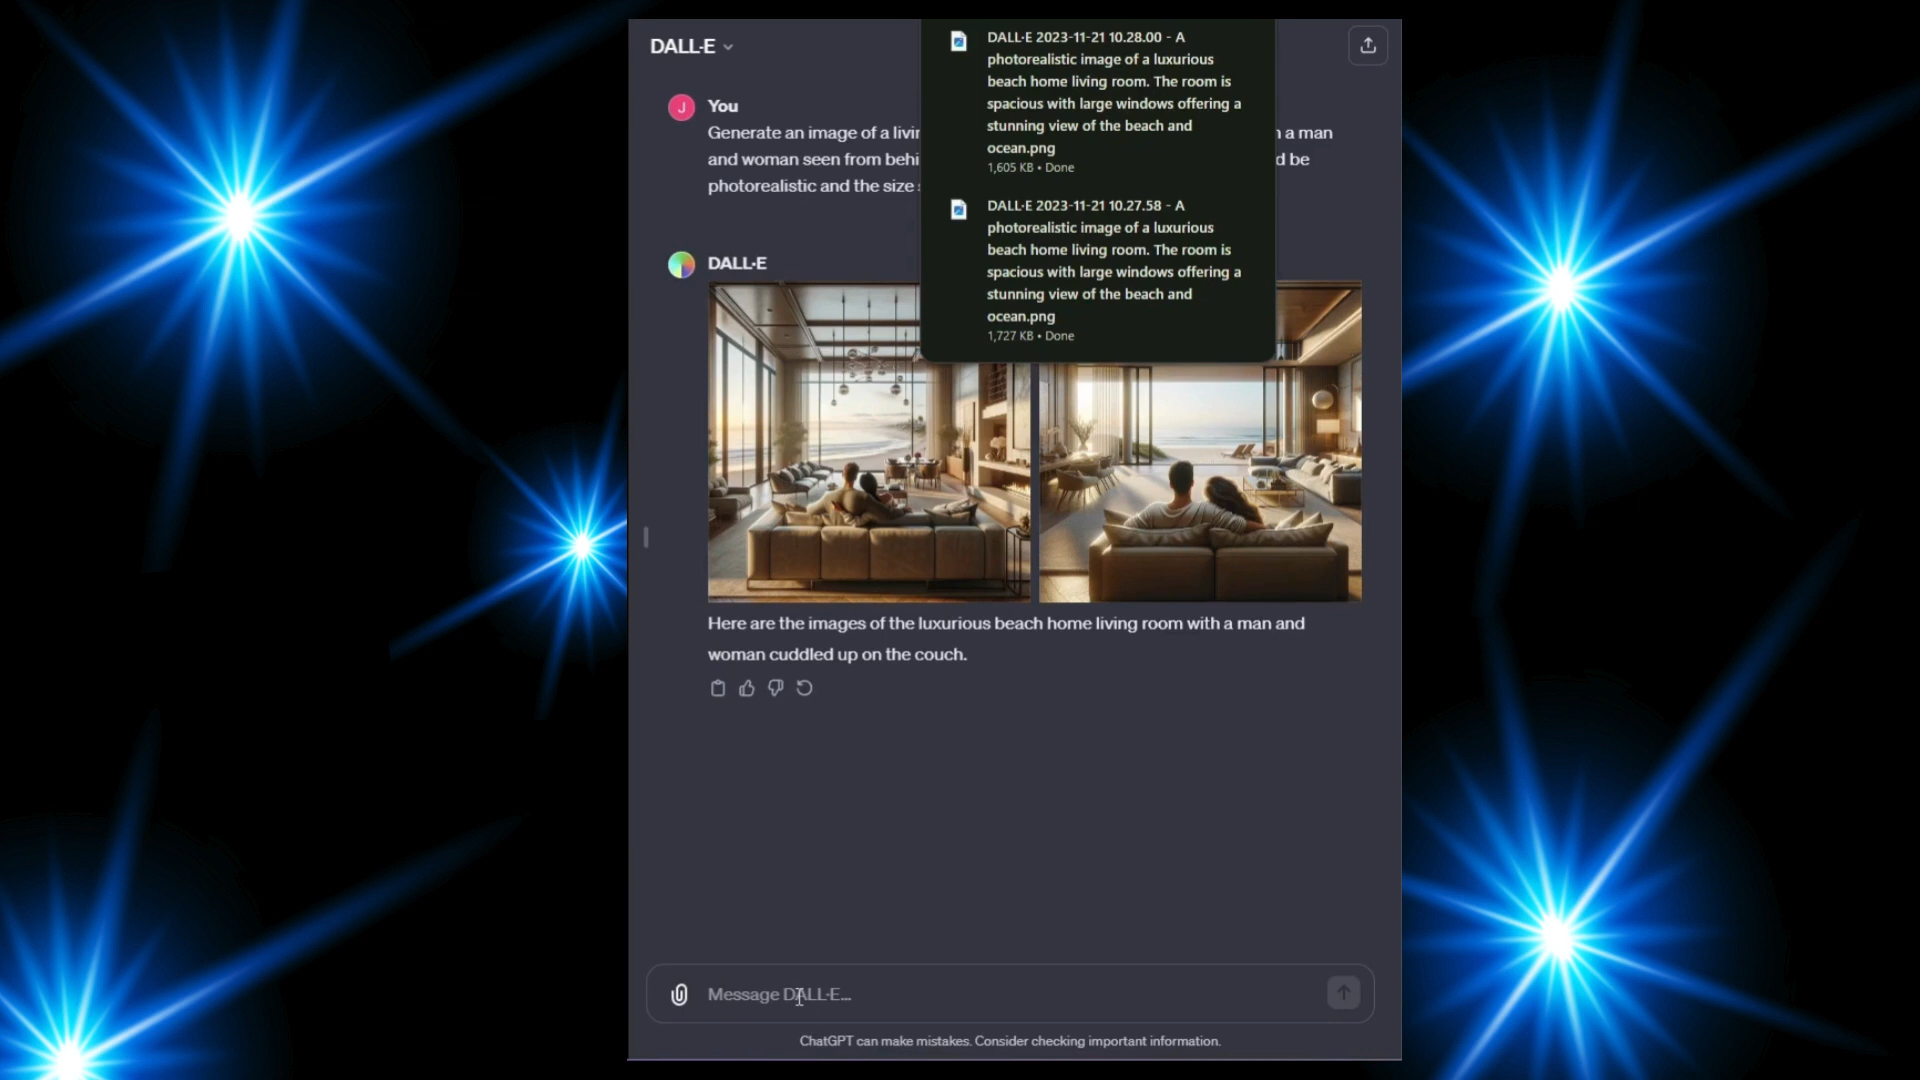 DALL·E
DALL·E 2023-11-21 10.28.00 - A
photorealistic image of a luxurious
beach home living room. The room is
spacious with large windows offering a
stunning view of the beach and
ocean.png
1,605 KB • Done
DALL·E 2023-11-21 10.27.58 - A
photorealistic image of a luxurious
beach home living room. The room is
spacious with large windows offering a
stunning view of the beach and
ocean.png
1,727 KB • Done
J
You
Generate an image of a a man
and woman seen from be
photorealistic and the size
DALL·E
Here are the images of the luxurious beach home living room with a man and
woman cuddled up on the couch.
Message DALL·E...
ChatGPT can make mistakes. Consider checking important information.